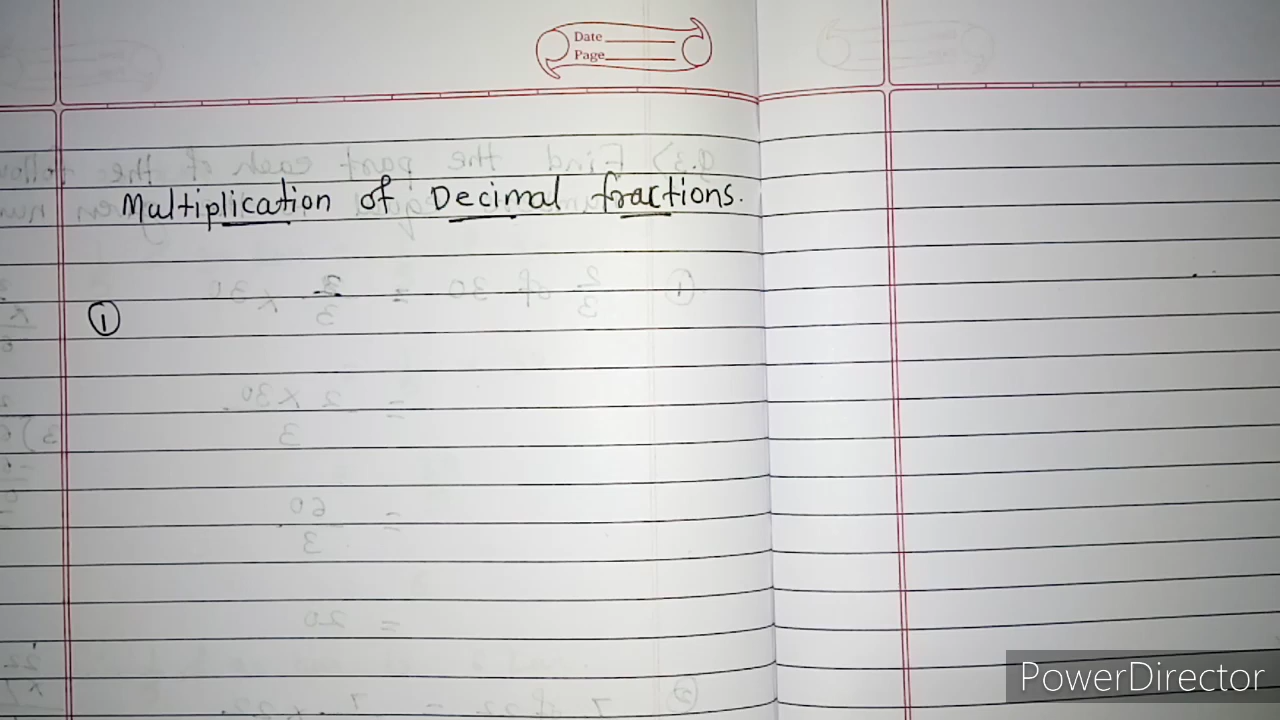 Date
Page
Multiplication of Decimal fractions.
①
PowerDirector